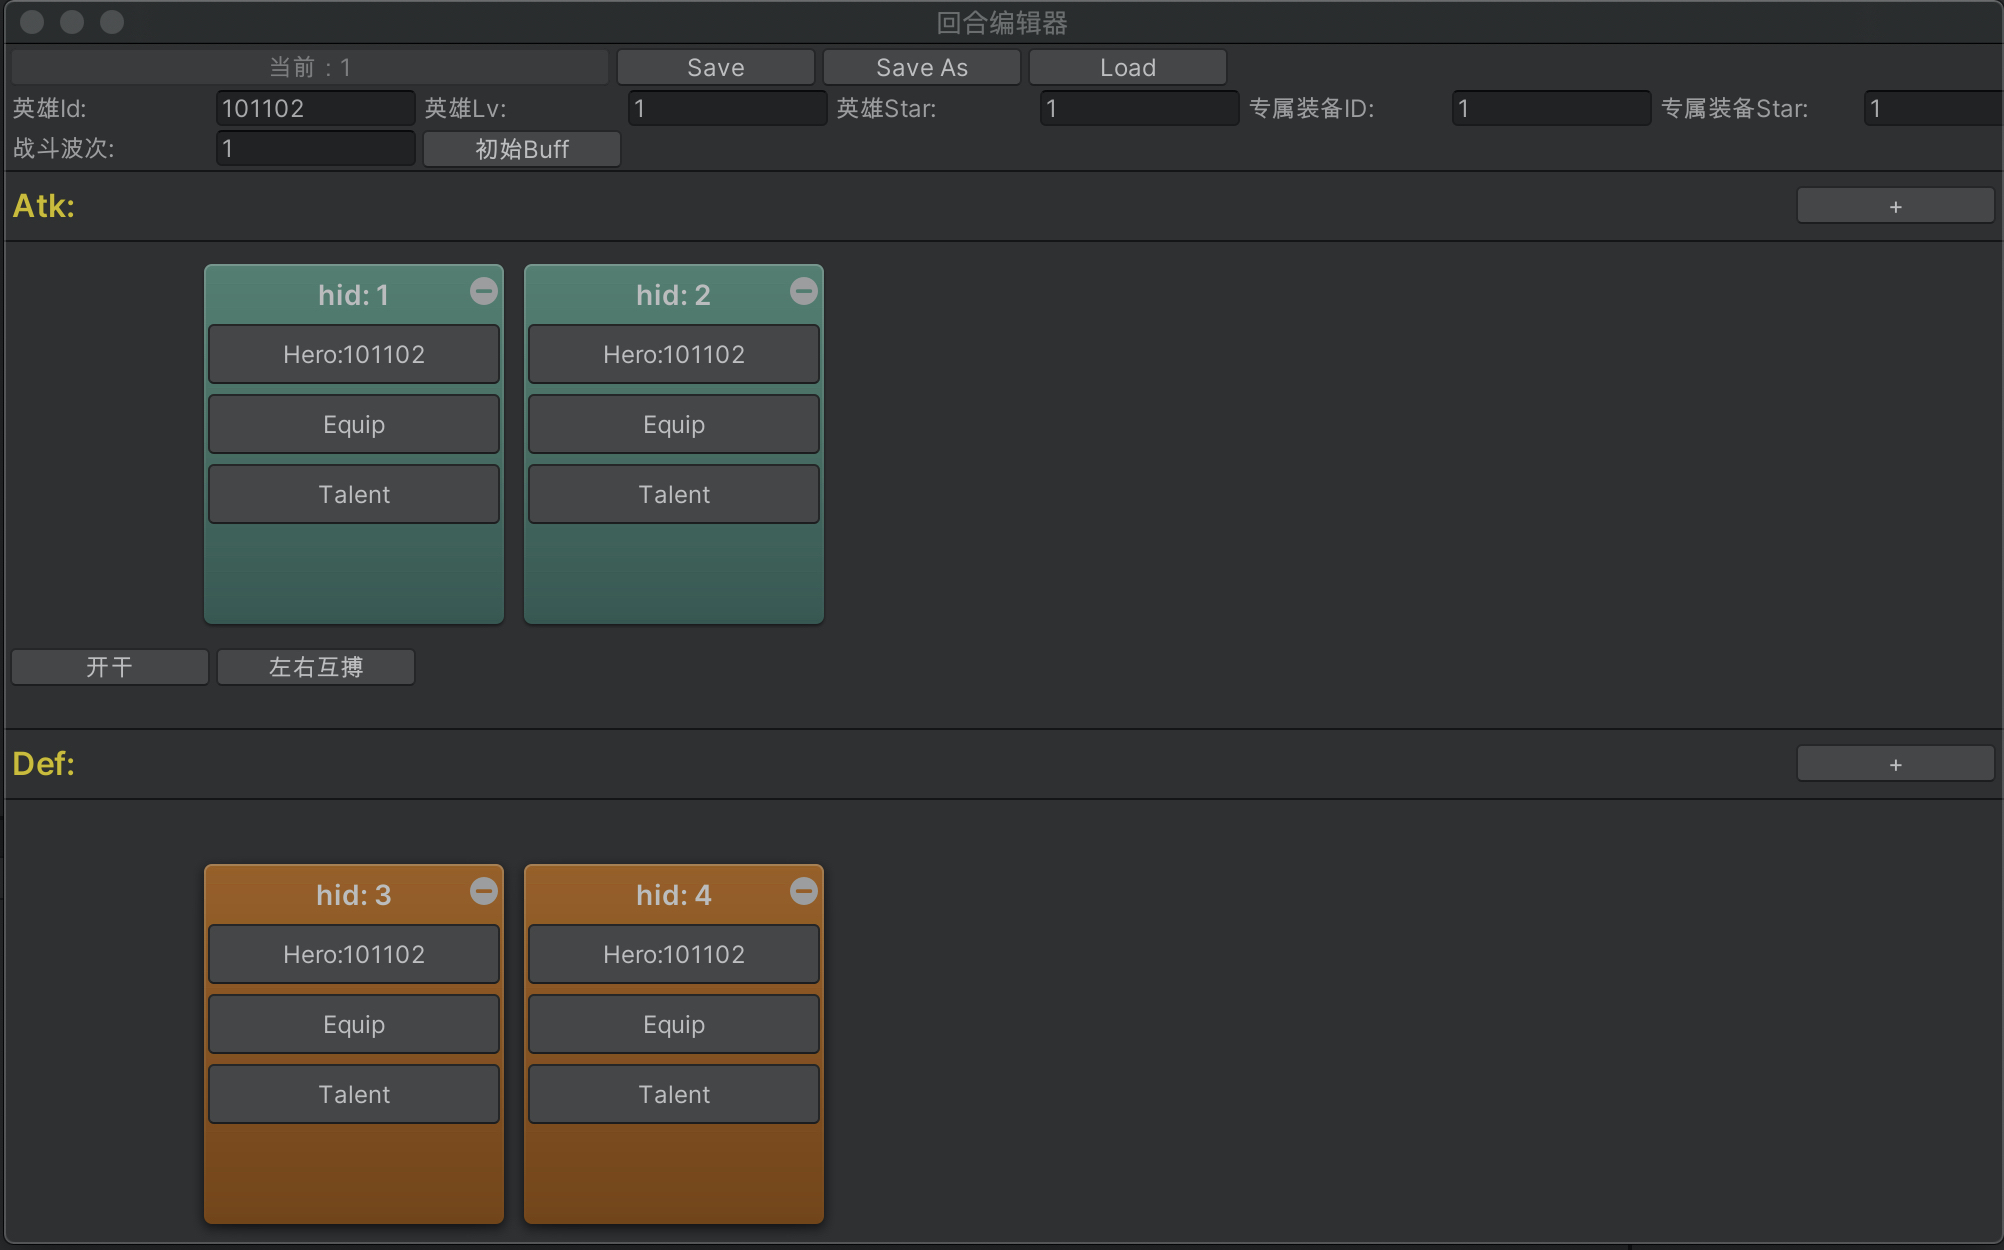 回合编辑器
当前 : 1 Save Save As Load
英雄Id: 101102 英雄Lv: 1 英雄Star: 1 专属装备ID: 1 专属装备Star: 1
战斗波次: 1 初始Buff
Atk: +
hid: 1 hid: 2
Hero:101102 Hero:101102
Equip Equip
Talent Talent
开干 左右互搏
Def: +
hid: 3 hid: 4
Hero:101102 Hero:101102
Equip Equip
Talent Talent